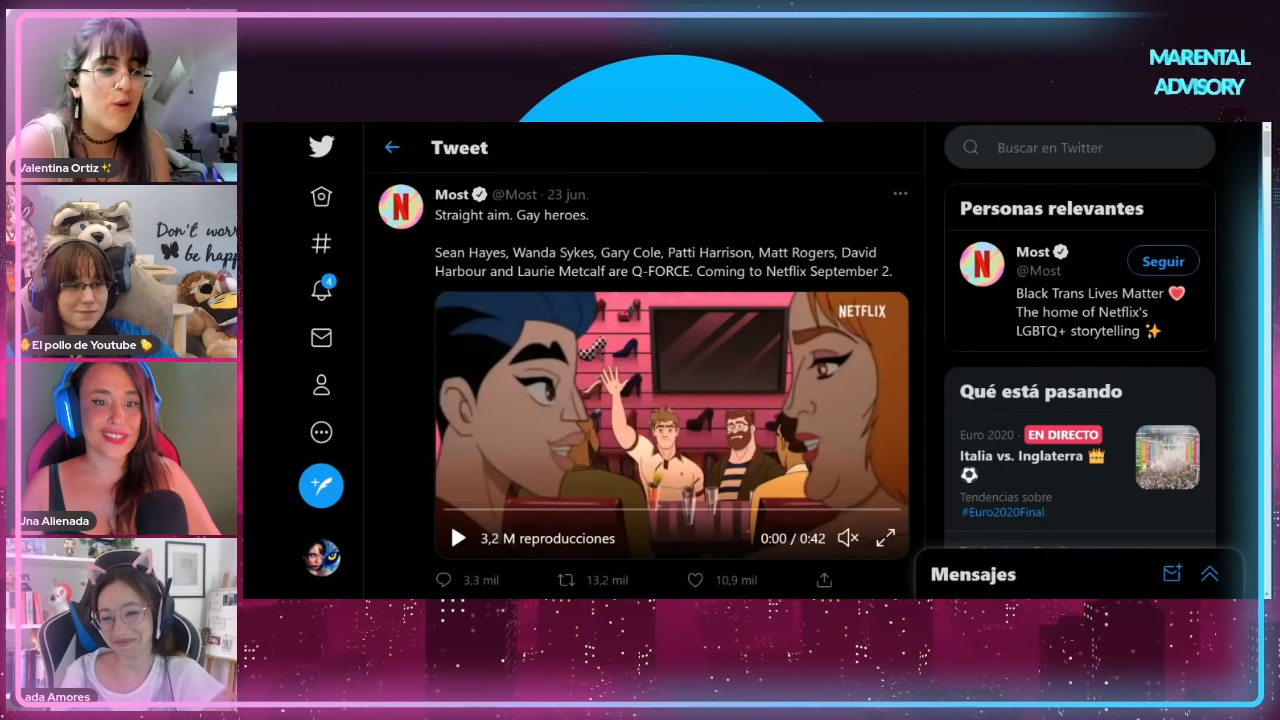 MARENTAL
ADVISORY
Valentina Ortiz✨
Don't worr
be happ
🐥El pollo de Youtube 🐤
Una Alienada
ada Amores
Tweet
Most @Most · 23 jun.
Straight aim. Gay heroes.
Sean Hayes, Wanda Sykes, Gary Cole, Patti Harrison, Matt Rogers, David
Harbour and Laurie Metcalf are Q-FORCE. Coming to Netflix September 2.
N
NETFLIX
3,2 M reproducciones
0:00 / 0:42
3,3 mil
13,2 mil
10,9 mil
4
Buscar en Twitter
Personas relevantes
N
Most
@Most
Seguir
Black Trans Lives Matter ❤️
The home of Netflix's
LGBTQ+ storytelling ✨
Qué está pasando
Euro 2020 · EN DIRECTO
Italia vs. Inglaterra 👑
⚽
Tendencias sobre
#Euro2020Final
Mensajes